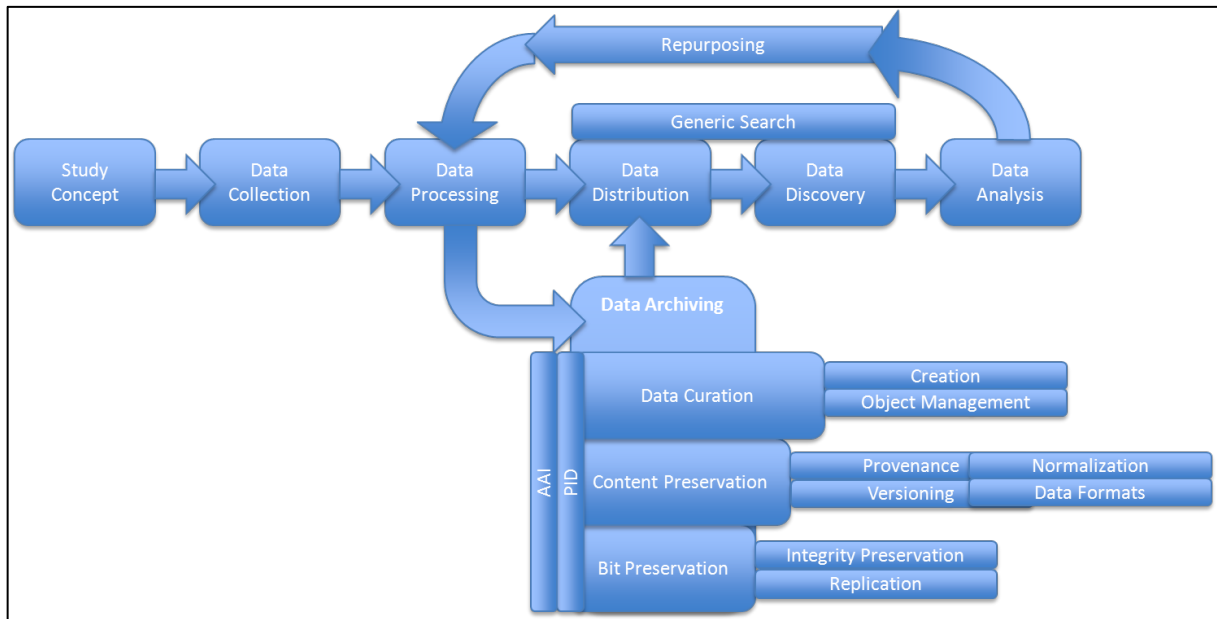 Repurposing
Generic Search
Study
Concept
Data
Collection
Data
Processing
Data
Distribution
Data
Discovery
Data
Analysis
Data Archiving
AAI
PID
Data Curation
Creation
Object Management
Content Preservation
Provenance
Normalization
Versioning
Data Formats
Bit Preservation
Integrity Preservation
Replication